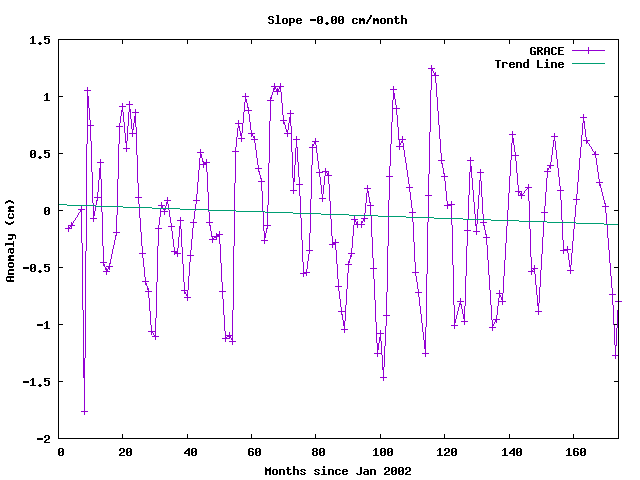 Slope -0.00 cm/month
GRACE
Trend Line
1.5
1
0.5
0
-0.5
-1
-1.5
-2
Anomaly (cm)
0 20 40 60 80 100 120 140 160
Months since Jan 2002